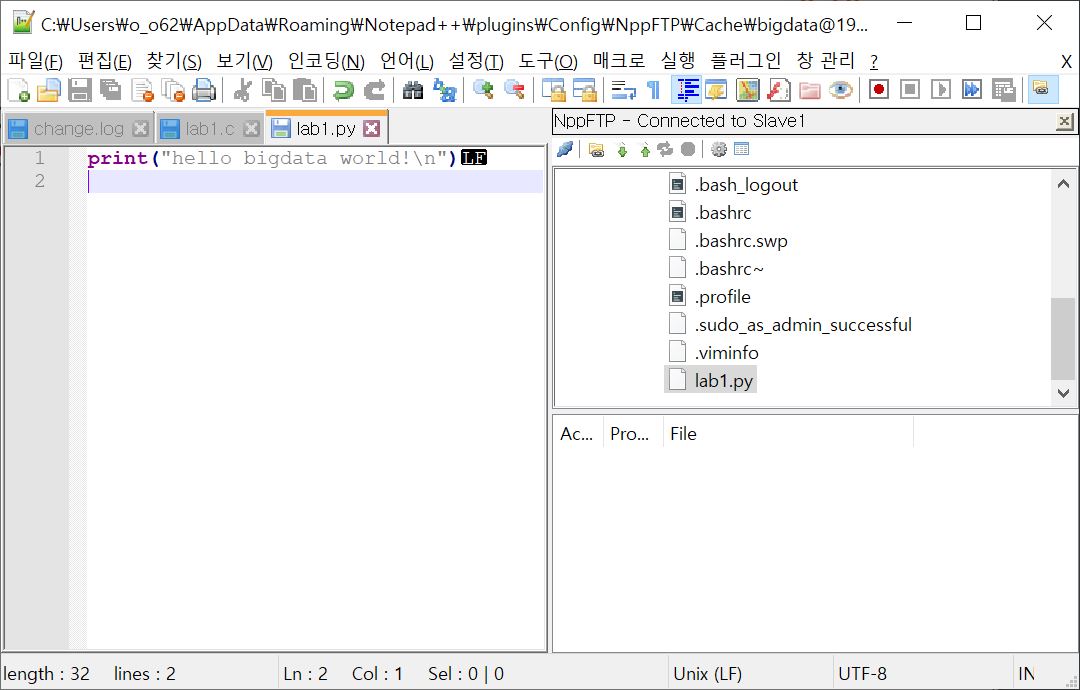 C:₩Users₩o_o62₩AppData₩Roaming₩Notepad++₩plugins₩Config₩NppFTP₩Cache₩bigdata@19...
파일(F) 편집(E) 찾기(S) 보기(V) 인코딩(N) 언어(L) 설정(T) 도구(O) 매크로 실행 플러그인 창 관리 ? X
change.log lab1.c lab1.py
1 print("hello bigdata world!\n")LF
2
NppFTP - Connected to Slave1
.bash_logout
.bashrc
.bashrc.swp
.bashrc~
.profile
.sudo_as_admin_successful
.viminfo
lab1.py
Ac... Pro... File
length : 32 lines : 2 Ln : 2 Col : 1 Sel : 0 | 0 Unix (LF) UTF-8 IN